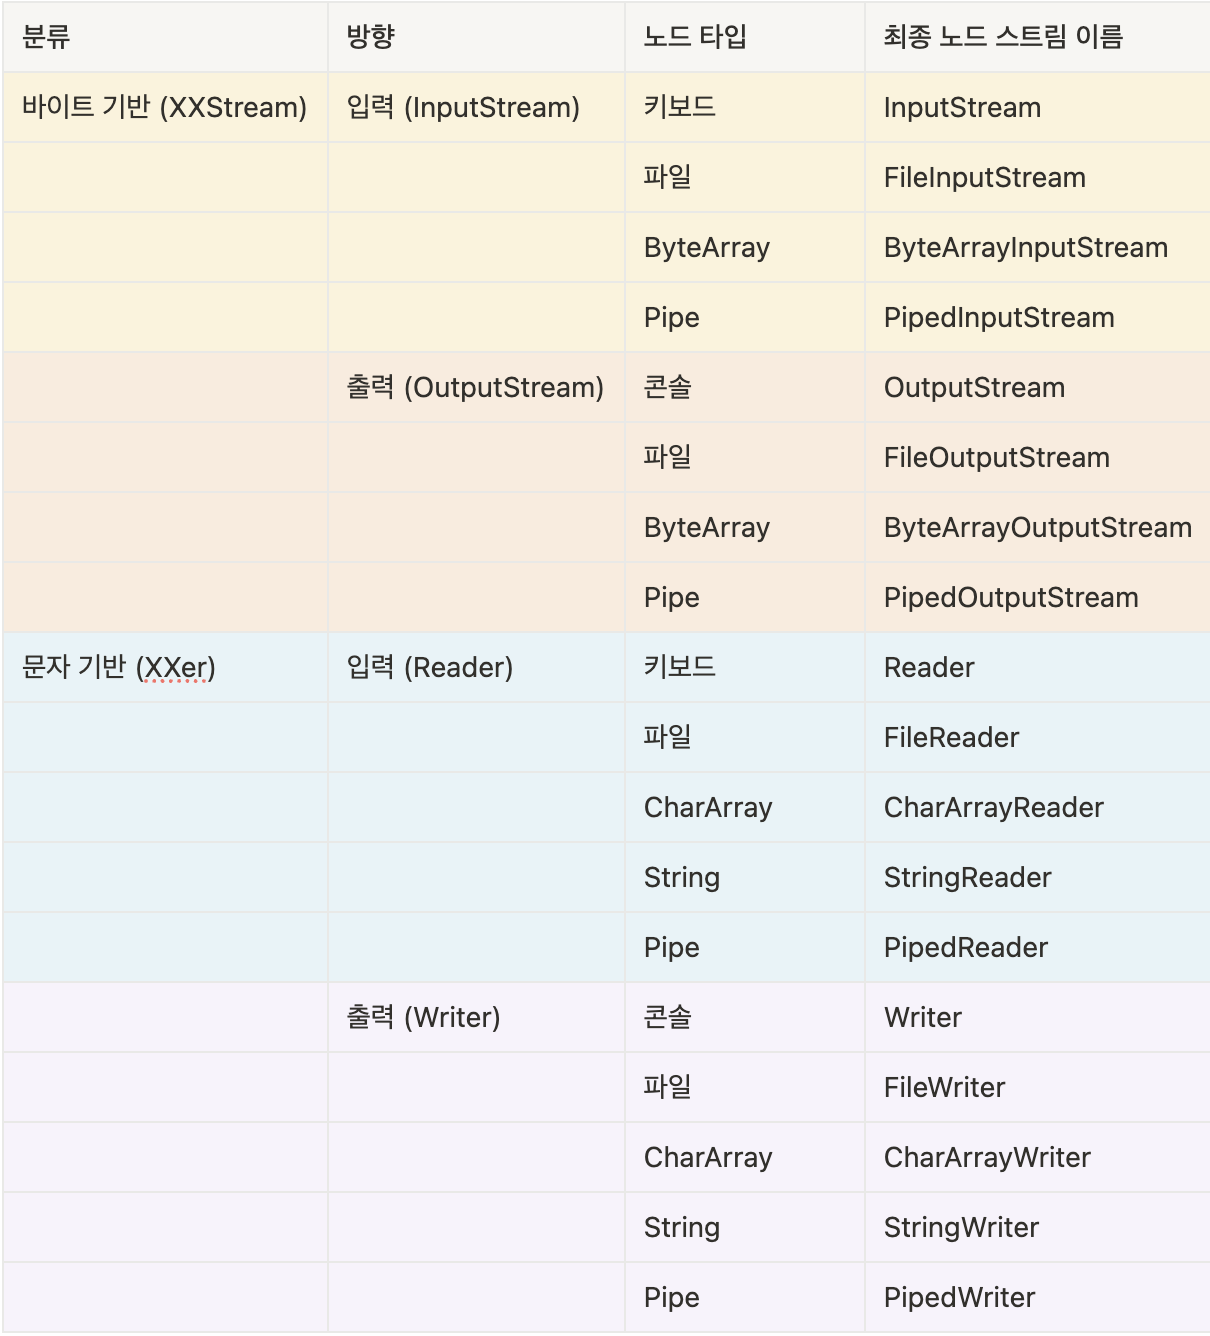 분류 방향 노드 타입 최종 노드 스트림 이름
바이트 기반 (XXStream) 입력 (InputStream) 키보드 InputStream
파일 FileInputStream
ByteArray ByteArrayInputStream
Pipe PipedInputStream
출력 (OutputStream) 콘솔 OutputStream
파일 FileOutputStream
ByteArray ByteArrayOutputStream
Pipe PipedOutputStream
문자 기반 (XXer) 입력 (Reader) 키보드 Reader
파일 FileReader
CharArray CharArrayReader
String StringReader
Pipe PipedReader
출력 (Writer) 콘솔 Writer
파일 FileWriter
CharArray CharArrayWriter
String StringWriter
Pipe PipedWriter